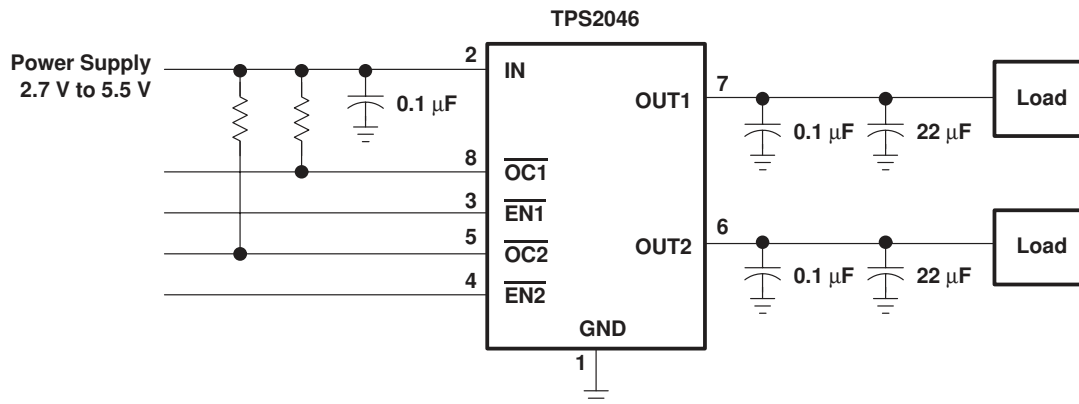 TPS2046
Power Supply
2.7 V to 5.5 V
2
IN
0.1 μF
OUT1
7
0.1 μF
22 μF
Load
8
OC1
3
EN1
5
OC2
4
EN2
OUT2
6
0.1 μF
22 μF
Load
GND
1